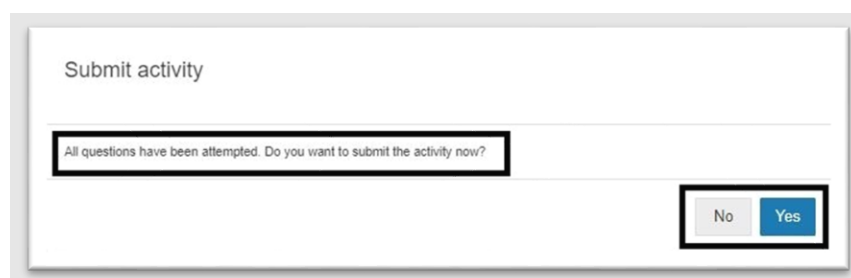 Submit activity
All questions have been attempted. Do you want to submit the activity now?
No Yes